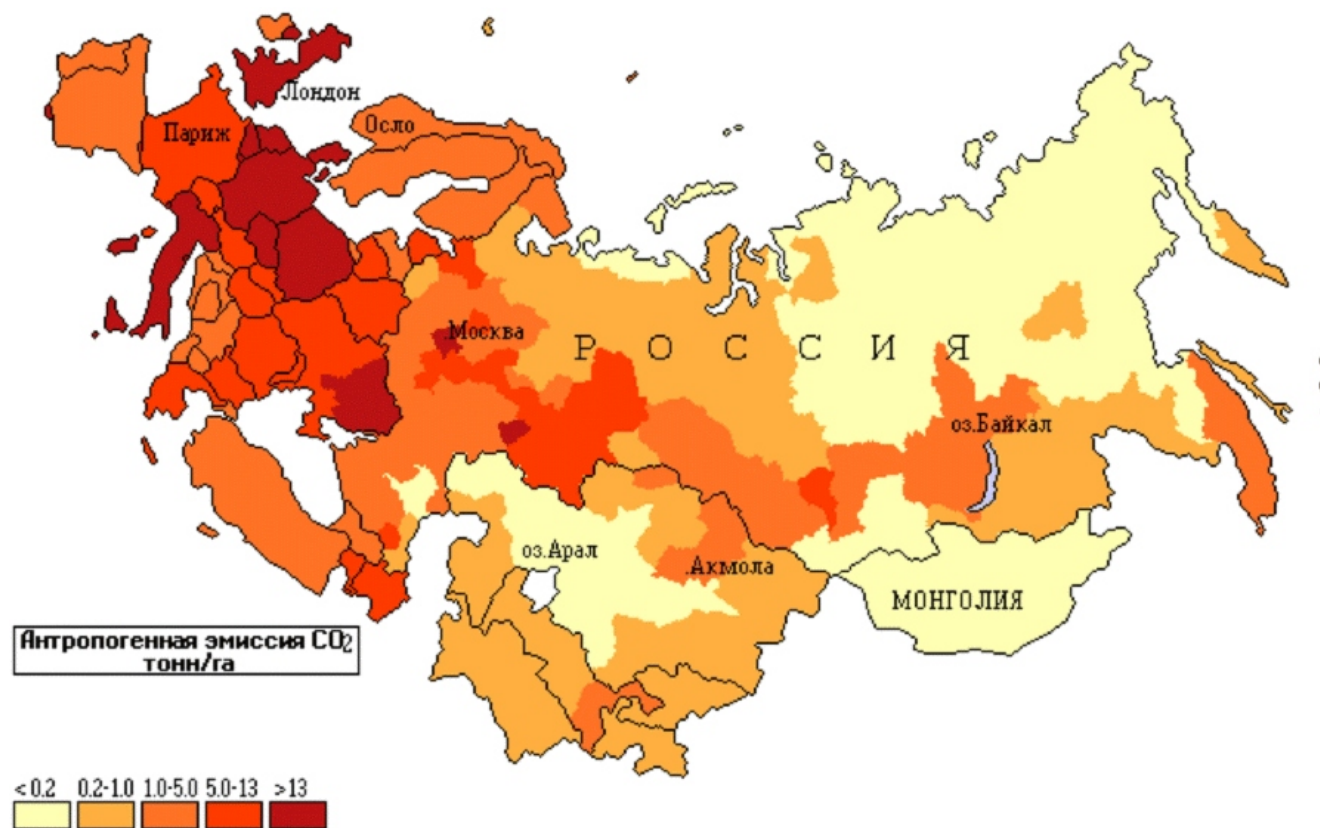 Лондон
Париж
Осло
Москва
РОССИЯ
оз.Байкал
оз.Арал
.Акмола
МОНГОЛИЯ
Антропогенная эмиссия CO2
тонн/га
< 0.2 0.2-1.0 1.0-5.0 5.0-13 >13